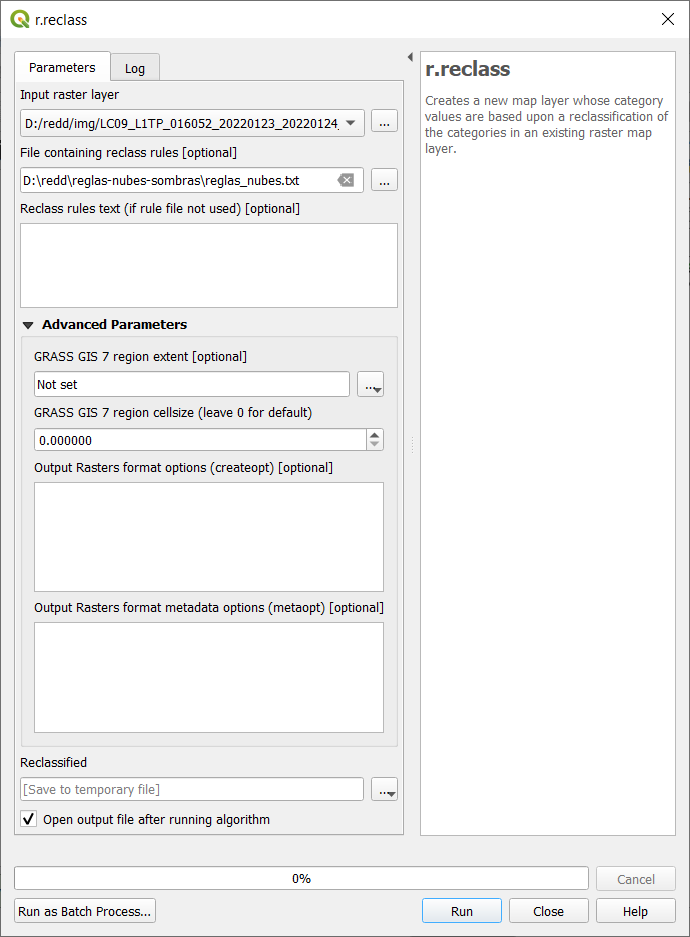 r.reclass
Parameters
Log
Input raster layer
D:/redd/img/LC09_L1TP_016052_20220123_20220124_
...
File containing reclass rules [optional]
D:\redd\reglas-nubes-sombras\reglas_nubes.txt
...
Reclass rules text (if rule file not used) [optional]
Advanced Parameters
GRASS GIS 7 region extent [optional]
Not set
...
GRASS GIS 7 region cellsize (leave 0 for default)
0.000000
Output Rasters format options (createopt) [optional]
Output Rasters format metadata options (metaopt) [optional]
Reclassified
[Save to temporary file]
...
Open output file after running algorithm
r.reclass
Creates a new map layer whose category
values are based upon a reclassification of
the categories in an existing raster map
layer.
0%
Cancel
Run as Batch Process...
Run
Close
Help